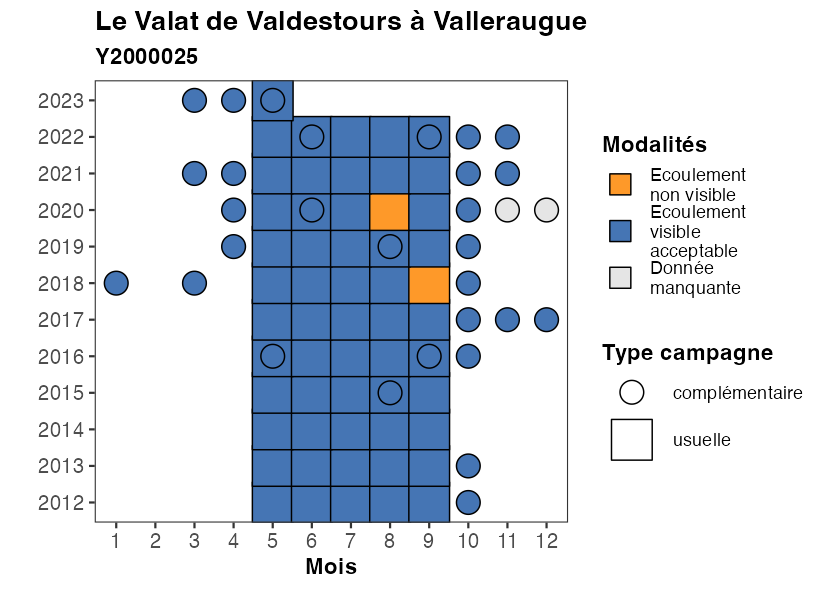 Le Valat de Valdestours à Valleraugue
Y2000025
2023
2022
2021
2020
2019
2018
2017
2016
2015
2014
2013
2012
1 2 3 4 5 6 7 8 9 10 11 12
Mois
Modalités
Ecoulement
non visible
Ecoulement
visible
acceptable
Donnée
manquante
Type campagne
complémentaire
usuelle